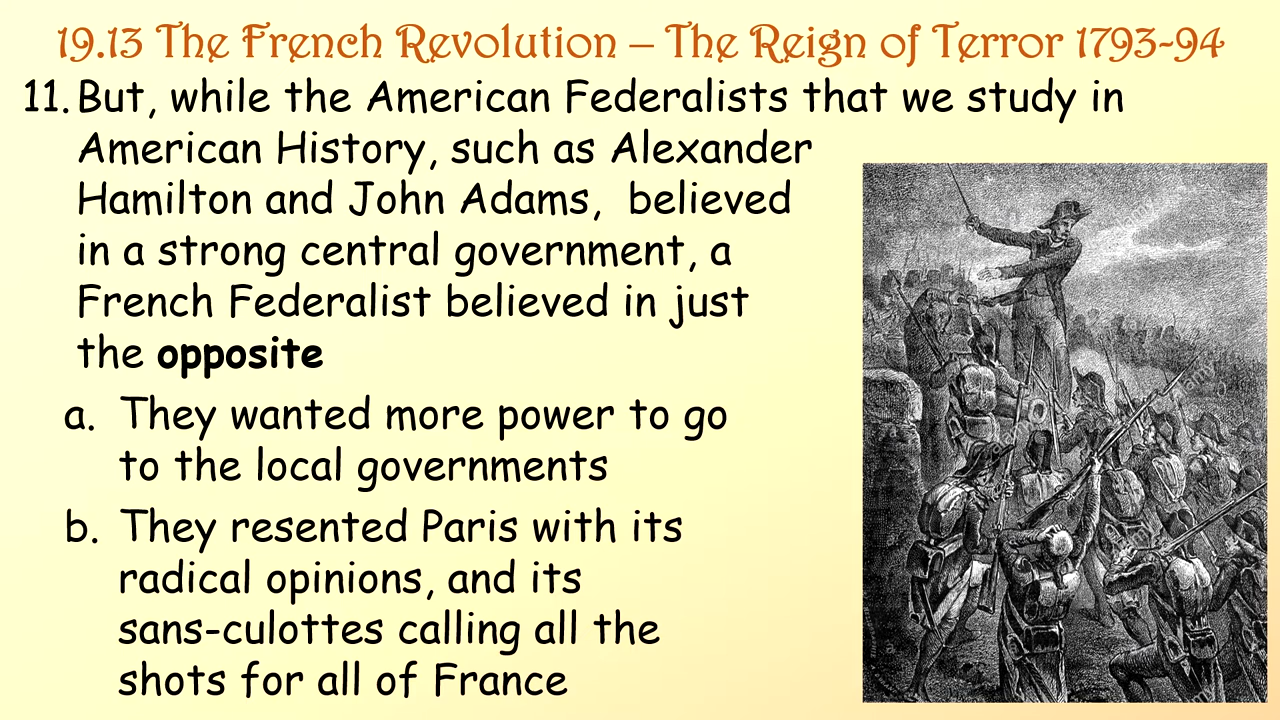 19.13 The French Revolution – The Reign of Terror 1793-94
11. But, while the American Federalists that we study in
American History, such as Alexander
Hamilton and John Adams,  believed
in a strong central government, a
French Federalist believed in just
the opposite
a. They wanted more power to go
to the local governments
b. They resented Paris with its
radical opinions, and its
sans-culottes calling all the
shots for all of France